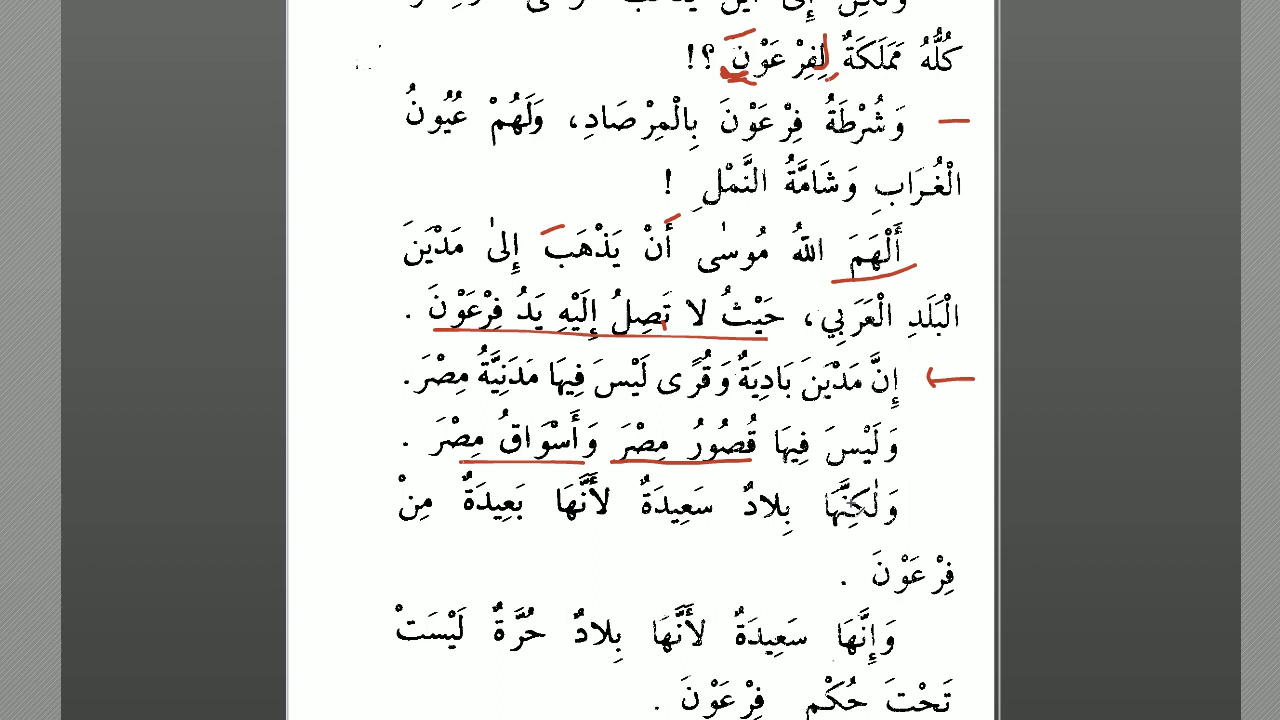 كُلُّهُ مَمْلَكَةٌ لِفِرْعَوْنَ ؟!
وَشُرْطَةُ فِرْعَوْنَ بِالْمِرْصَادِ، وَلَهُمْ عُيُونُ
الْغُرَابِ وَشَامَّةُ النَّمْلِ !
أَلْهَمَ اللهُ مُوسٰى أَنْ يَذْهَبَ إِلىٰ مَدْيَنَ
الْبَلَدِ الْعَرَبِي، حَيْثُ لا تَصِلُ إِلَيْهِ يَدُ فِرْعَوْنَ .
إِنَّ مَدْيَنَ بَادِيَةٌ وَقُرًى لَيْسَ فِيهَا مَدَنِيَّةُ مِصْرَ.
وَلَيْسَ فِيهَا قُصُورُ مِصْرَ وَأَسْوَاقُ مِصْرَ .
وَلٰكِنَّهَا بِلادٌ سَعِيدَةٌ لأَنَّهَا بَعِيدَةٌ مِنْ
فِرْعَوْنَ .
وَإِنَّهَا سَعِيدَةٌ لأَنَّهَا بِلادٌ حُرَّةٌ لَيْسَتْ
تَحْتَ حُكْمِ فِرْعَوْنَ .